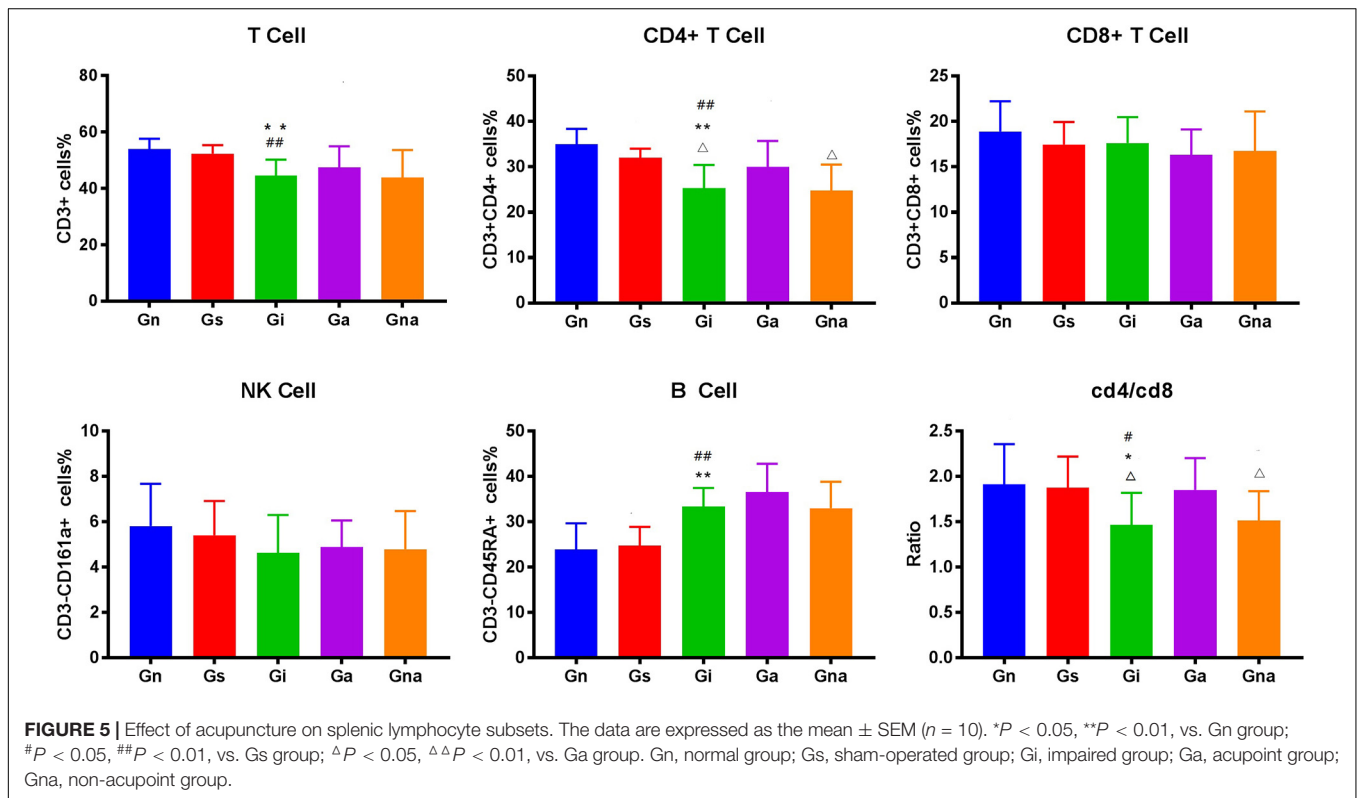 T Cell
CD3+ cells%
80
60
40
20
0
* *
##
Gn Gs Gi Ga Gna
CD4+ T Cell
CD3+CD4+ cells%
50
40
30
20
10
0
##
**
△
△
Gn Gs Gi Ga Gna
CD8+ T Cell
CD3+CD8+ cells%
25
20
15
10
5
0
Gn Gs Gi Ga Gna
NK Cell
CD3-CD161a+ cells%
8
6
4
2
0
Gn Gs Gi Ga Gna
B Cell
CD3-CD45RA+ cells%
50
40
30
20
10
0
##
**
Gn Gs Gi Ga Gna
cd4/cd8
Ratio
2.5
2.0
1.5
1.0
0.5
0.0
#
*
△
△
Gn Gs Gi Ga Gna
FIGURE 5 | Effect of acupuncture on splenic lymphocyte subsets. The data are expressed as the mean ± SEM (n = 10). *P < 0.05, **P < 0.01, vs. Gn group;
#P < 0.05, ##P < 0.01, vs. Gs group; △P < 0.05, △△P < 0.01, vs. Ga group. Gn, normal group; Gs, sham-operated group; Gi, impaired group; Ga, acupoint group;
Gna, non-acupoint group.